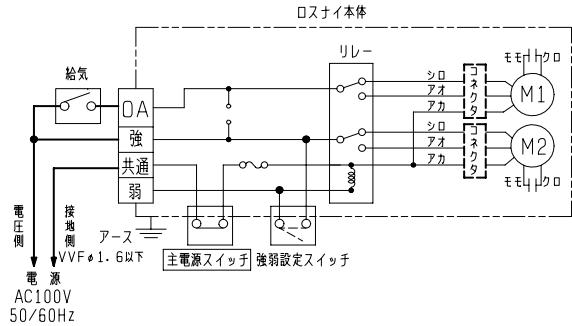 ロスナイ本体
給気
リレー
OA
強
共通
弱
シロ
アオ
アカ
コネクタ
モモ
クロ
M1
シロ
アオ
アカ
コネクタ
M2
モモ
クロ
電圧側
接地側
アース
VVFφ1.6以下
主電源スイッチ
強弱設定スイッチ
電源
AC100V
50/60Hz